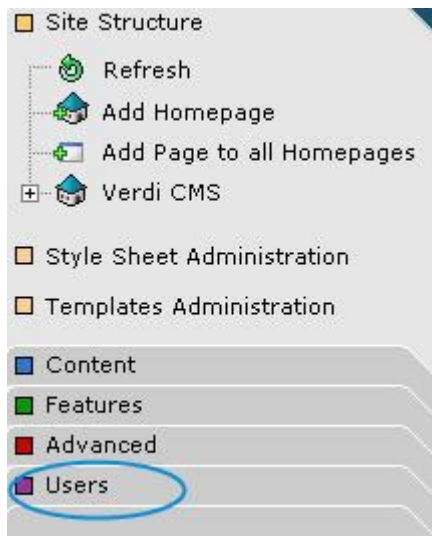 Site Structure
Refresh
Add Homepage
Add Page to all Homepages
Verdi CMS
Style Sheet Administration
Templates Administration
Content
Features
Advanced
Users